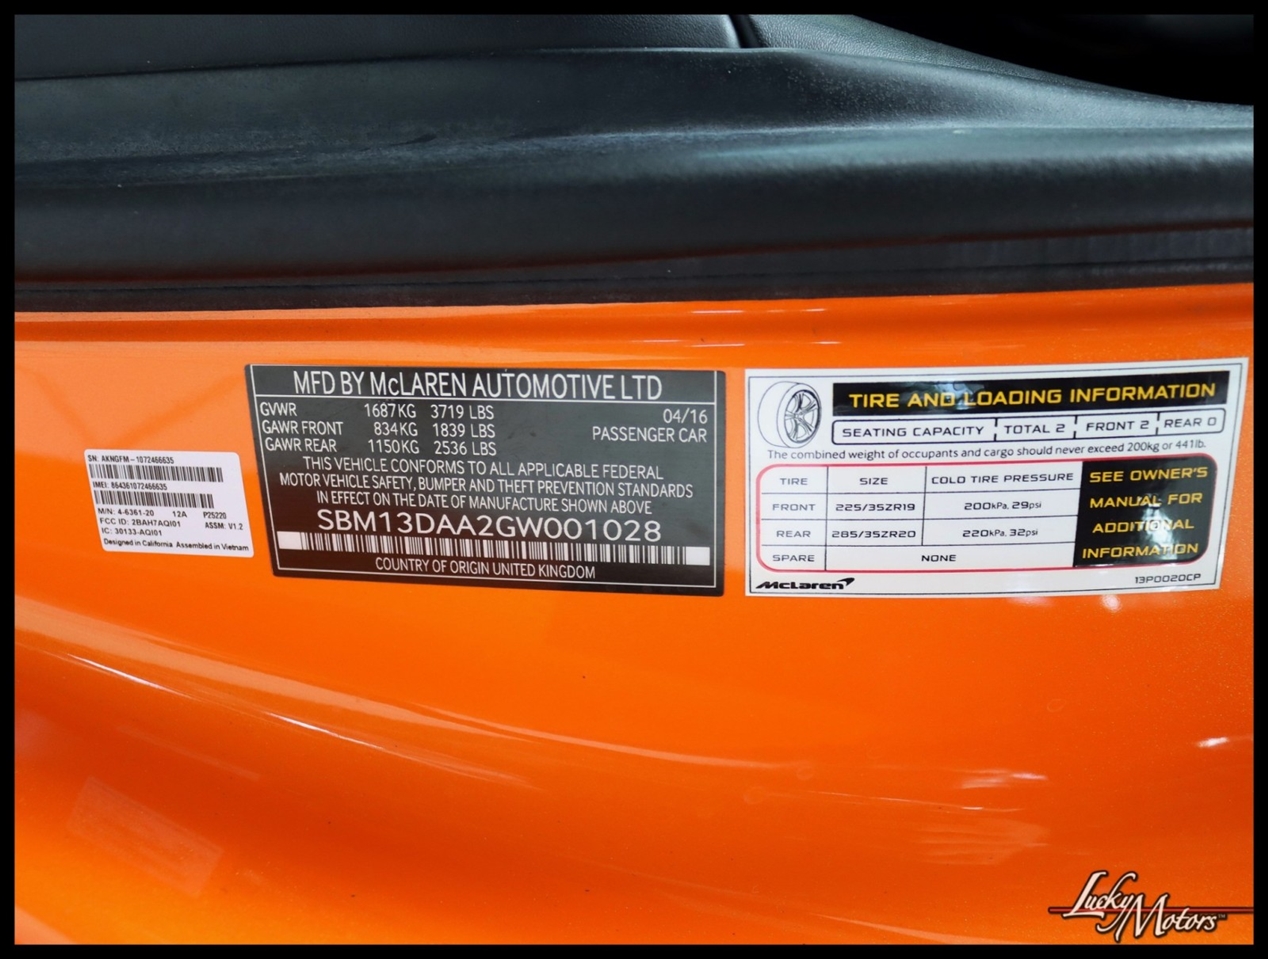 SN: AKNGFM-1072466635
IMEI: 864361072466635
M/N: 4-6361-20 12A P25220
FCC ID: 2BAH7AQI01 ASSM: V1.2
IC: 30133-AQI01
Designed in California Assembled in Vietnam
MFD BY McLAREN AUTOMOTIVE LTD
GVWR 1687KG 3719 LBS 04/16
GAWR FRONT 834KG 1839 LBS PASSENGER CAR
GAWR REAR 1150KG 2536 LBS
THIS VEHICLE CONFORMS TO ALL APPLICABLE FEDERAL
MOTOR VEHICLE SAFETY, BUMPER AND THEFT PREVENTION STANDARDS
IN EFFECT ON THE DATE OF MANUFACTURE SHOWN ABOVE
SBM13DAA2GW001028
COUNTRY OF ORIGIN UNITED KINGDOM
TIRE AND LOADING INFORMATION
SEATING CAPACITY TOTAL 2 FRONT 2 REAR 0
The combined weight of occupants and cargo should never exceed 200kg or 441lb.
TIRE SIZE COLD TIRE PRESSURE
FRONT 225/35ZR19 200kPa, 29psi
REAR 285/35ZR20 220kPa, 32psi
SPARE NONE
SEE OWNER'S
MANUAL FOR
ADDITIONAL
INFORMATION
McLaren 13P0020CP
Lucky Motors TM